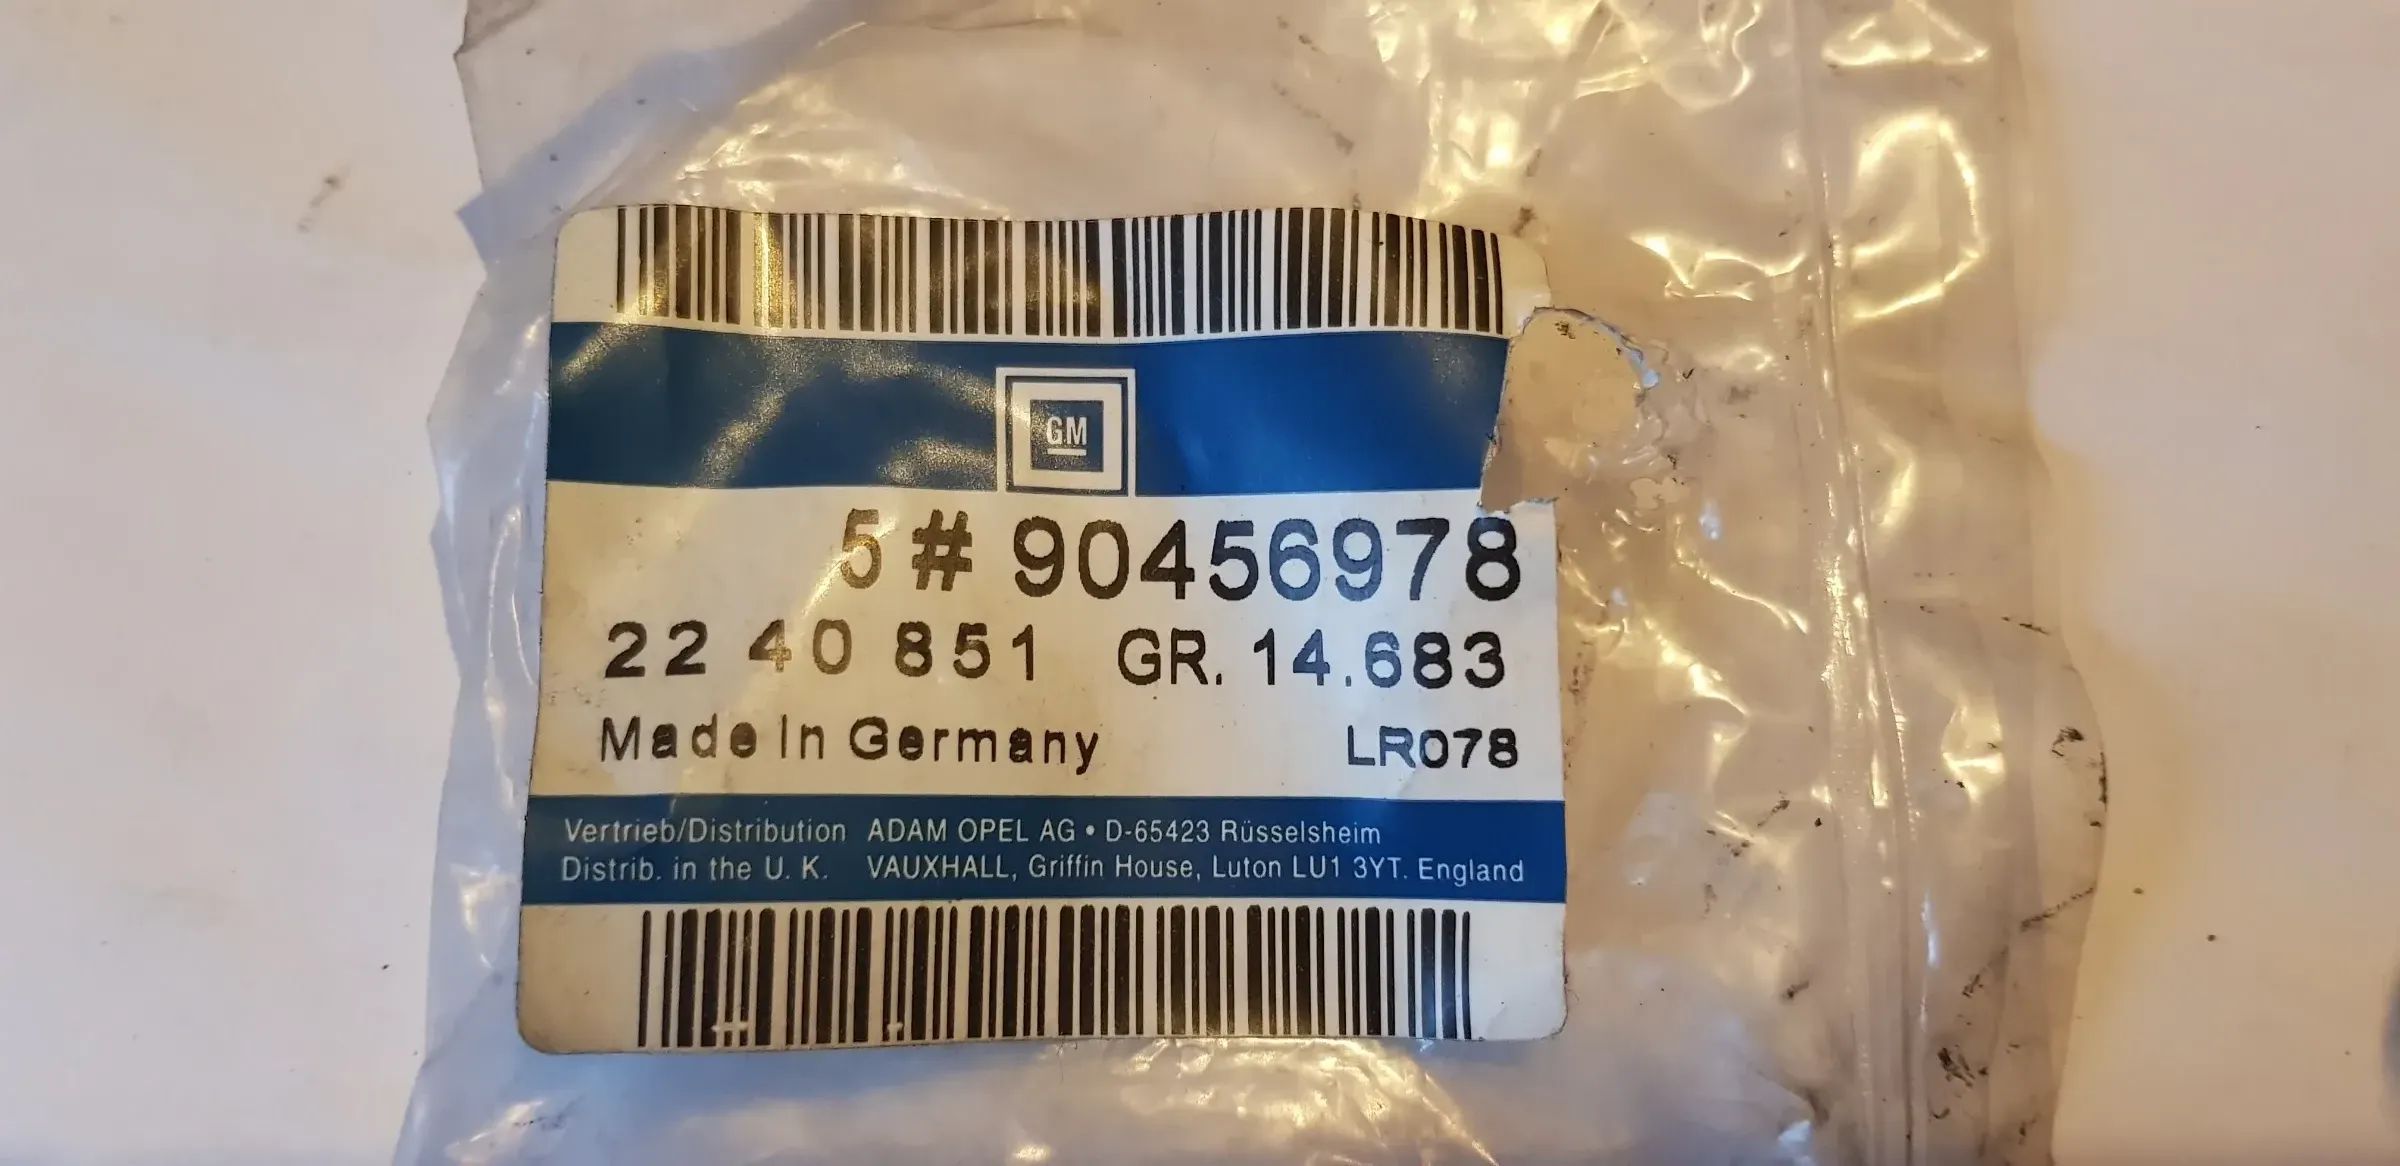 GM
5 # 90456978
22 40 851 GR. 14.683
Made In Germany LR078
Vertrieb/Distribution ADAM OPEL AG • D-65423 Rüsselsheim
Distrib. in the U. K. VAUXHALL, Griffin House, Luton LU1 3YT. England